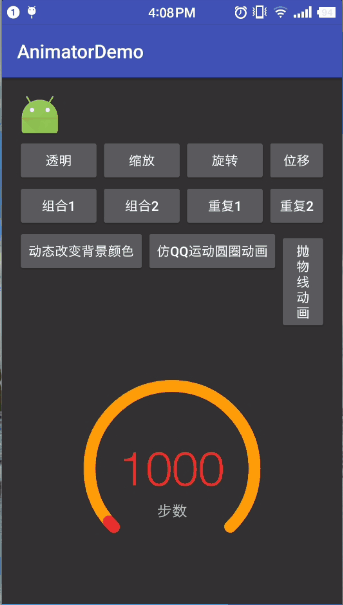 1 4:08PM
AnimatorDemo
透明 缩放 旋转 位移
组合1 组合2 重复1 重复2
动态改变背景颜色 仿QQ运动圆圈动画 抛物线动画
1000
步数